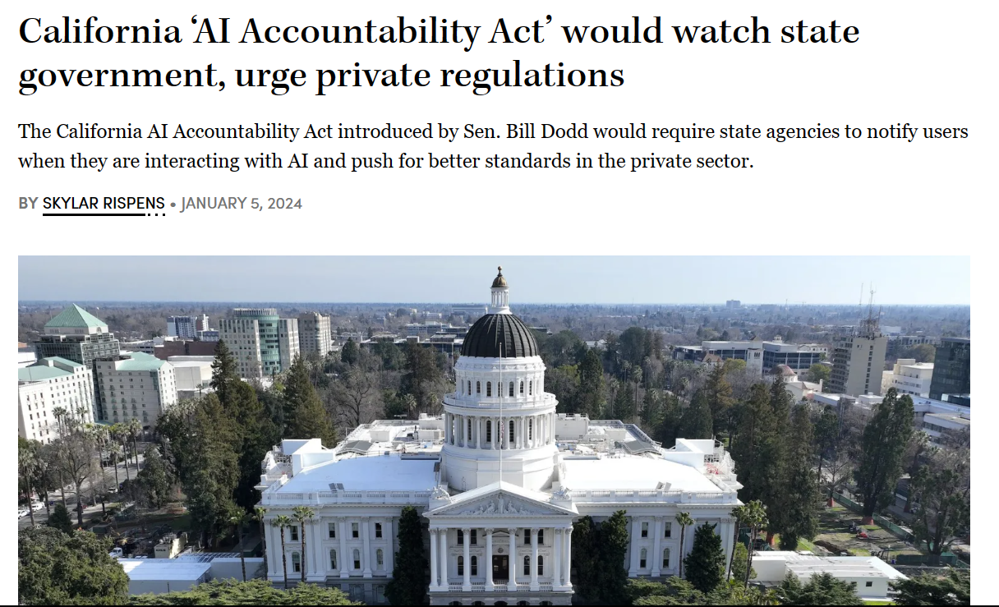 California ‘AI Accountability Act’ would watch state
government, urge private regulations
The California AI Accountability Act introduced by Sen. Bill Dodd would require state agencies to notify users
when they are interacting with AI and push for better standards in the private sector.
BY SKYLAR RISPENS • JANUARY 5, 2024